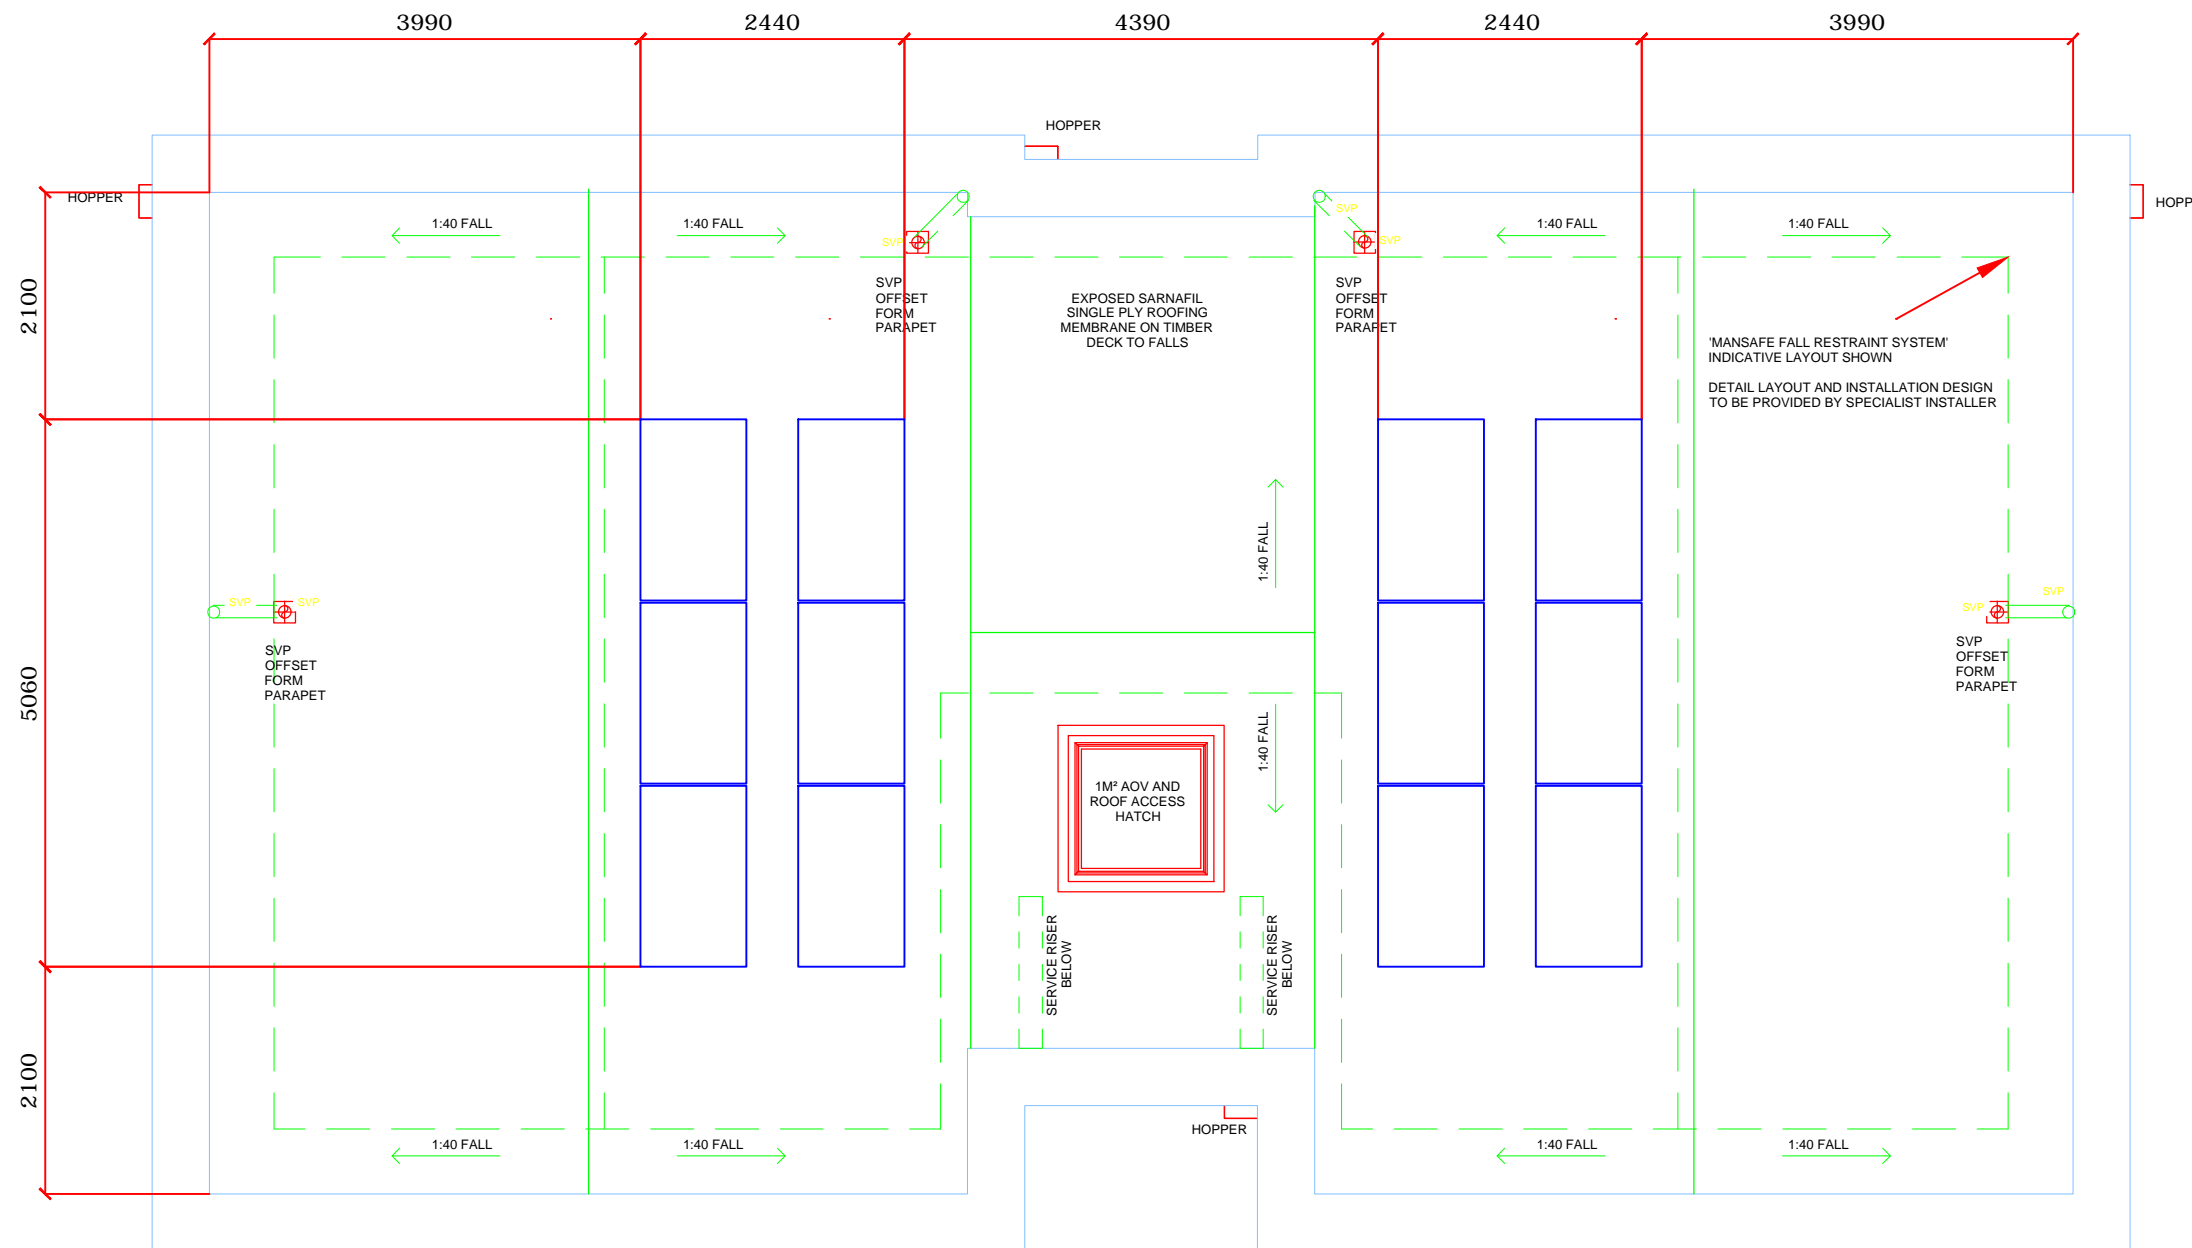 3990
2440
4390
2440
3990
HOPPER
HOPPER
HOPP
1:40 FALL
1:40 FALL
1:40 FALL
1:40 FALL
SVP
SVP
SVP
SVP
OFFSET
FORM
PARAPET
EXPOSED SARNAFIL
SINGLE PLY ROOFING
MEMBRANE ON TIMBER
DECK TO FALLS
SVP
OFFSET
FORM
PARAPET
2100
'MANSAFE FALL RESTRAINT SYSTEM'
INDICATIVE LAYOUT SHOWN
DETAIL LAYOUT AND INSTALLATION DESIGN
TO BE PROVIDED BY SPECIALIST INSTALLER
1:40 FALL
SVP
SVP
SVP
SVP
SVP
OFFSET
FORM
PARAPET
SVP
OFFSET
FORM
PARAPET
5060
1:40 FALL
1M² AOV AND
ROOF ACCESS
HATCH
SERVICE RISER
BELOW
SERVICE RISER
BELOW
2100
HOPPER
1:40 FALL
1:40 FALL
1:40 FALL
1:40 FALL